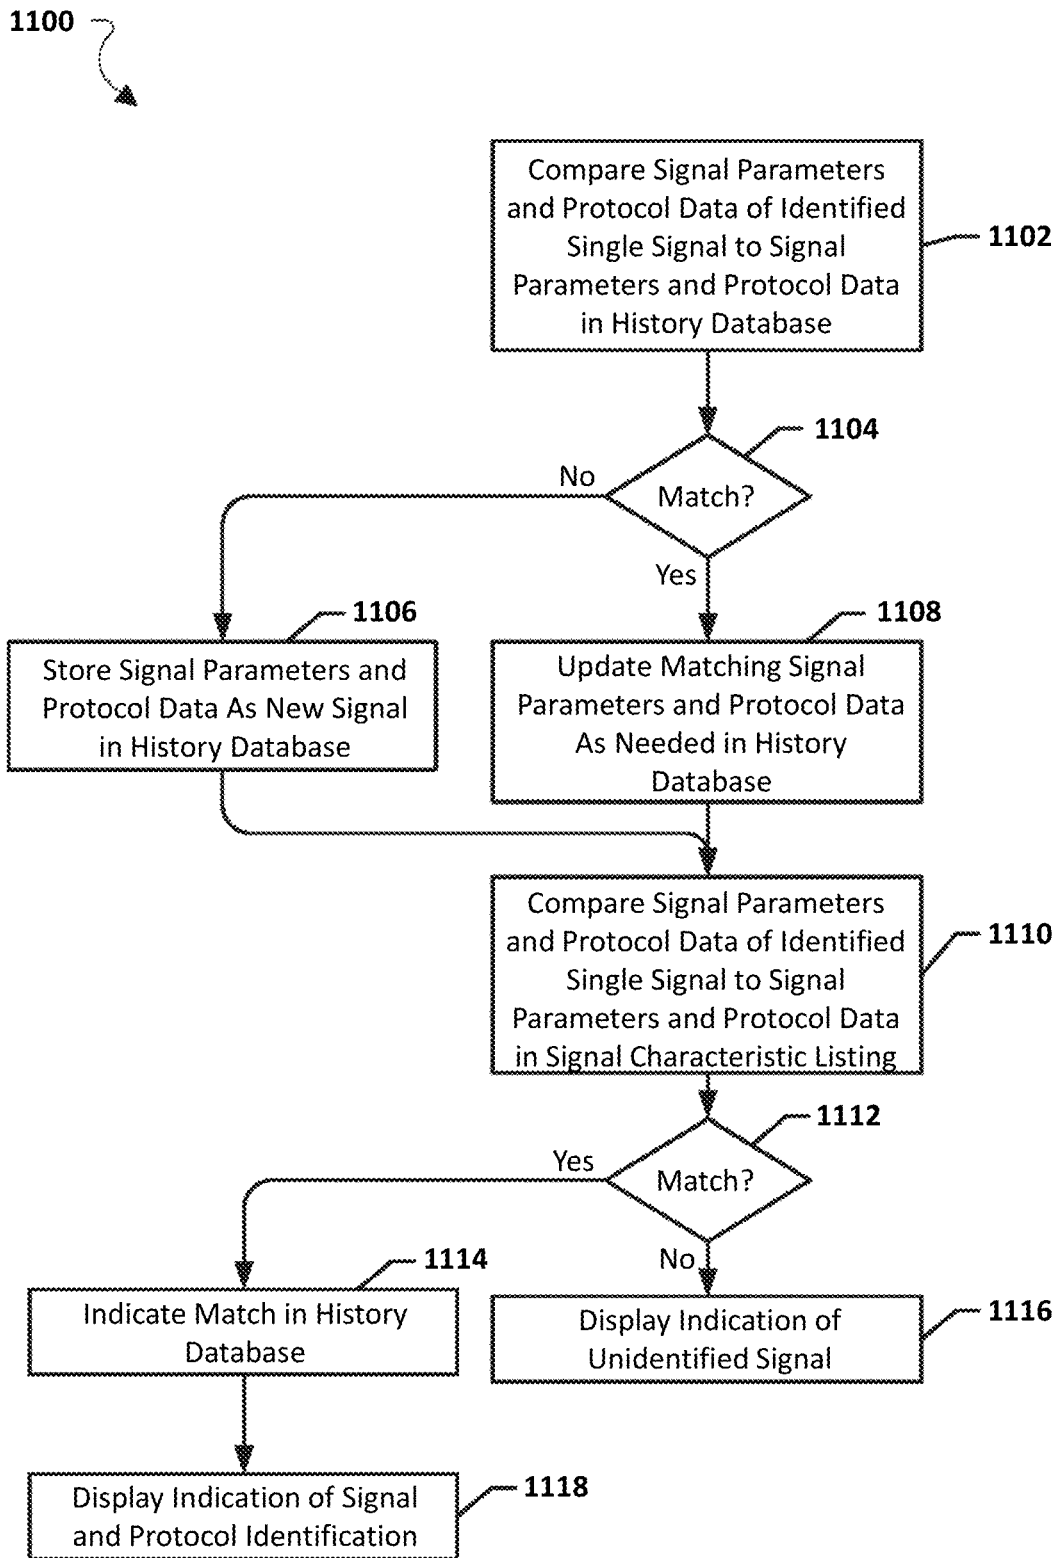 1100
Compare Signal Parameters
and Protocol Data of Identified
Single Signal to Signal
Parameters and Protocol Data
in History Database
1102
1104
Match?
No
Yes
1106
Store Signal Parameters and
Protocol Data As New Signal
in History Database
1108
Update Matching Signal
Parameters and Protocol Data
As Needed in History
Database
Compare Signal Parameters
and Protocol Data of Identified
Single Signal to Signal
Parameters and Protocol Data
in Signal Characteristic Listing
1110
1112
Match?
Yes
No
1114
Indicate Match in History
Database
Display Indication of
Unidentified Signal
1116
Display Indication of Signal
and Protocol Identification
1118